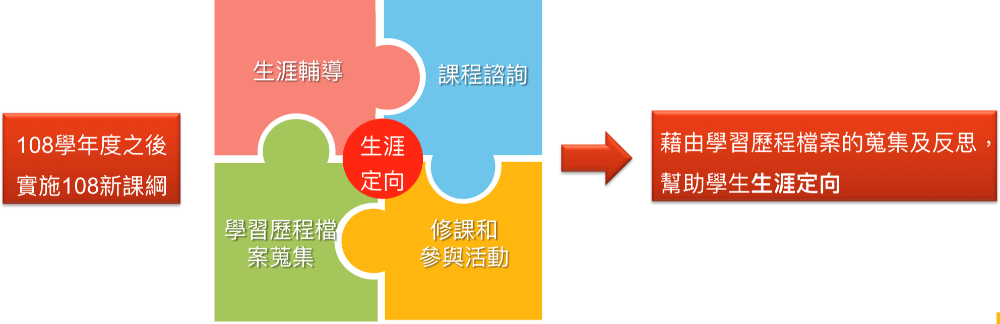 108學年度之後
實施108新課綱
生涯輔導
課程諮詢
生涯
定向
學習歷程檔
案蒐集
修課和
參與活動
藉由學習歷程檔案的蒐集及反思，
幫助學生生涯定向